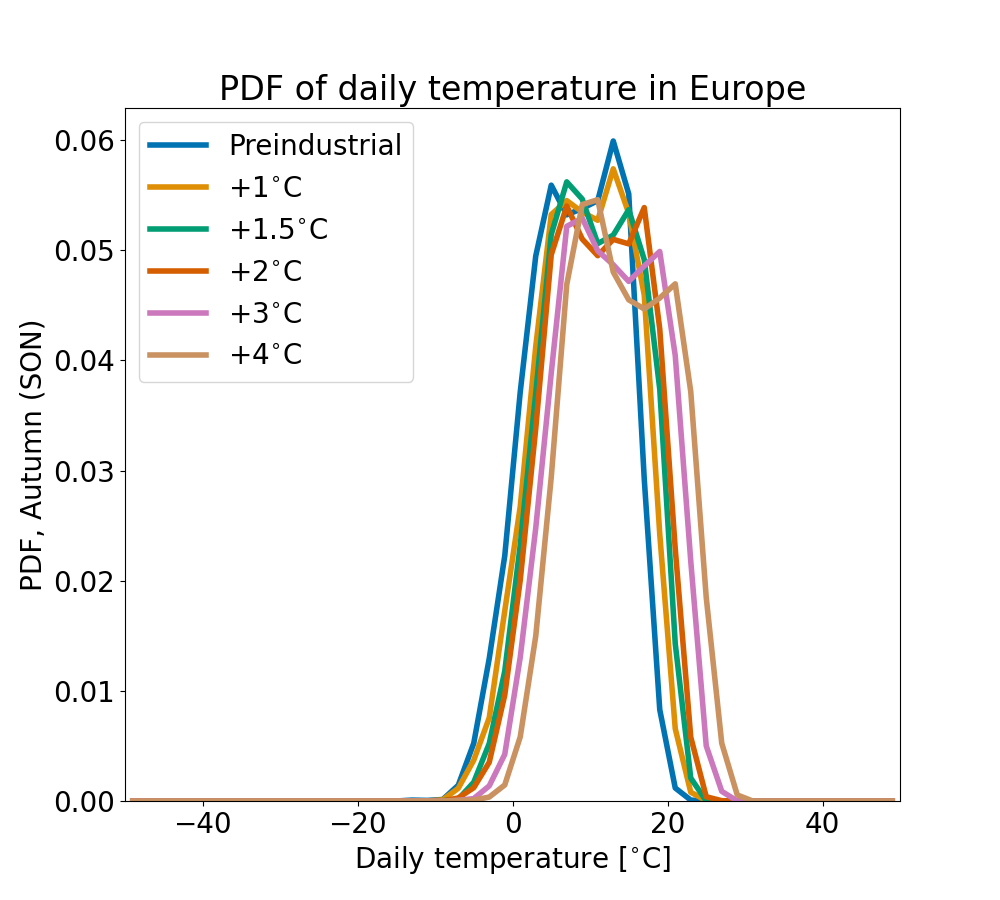 PDF of daily temperature in Europe
Preindustrial
+1°C
+1.5°C
+2°C
+3°C
+4°C
PDF, Autumn (SON)
0.06
0.05
0.04
0.03
0.02
0.01
0.00
−40
−20
0
20
40
Daily temperature [°C]